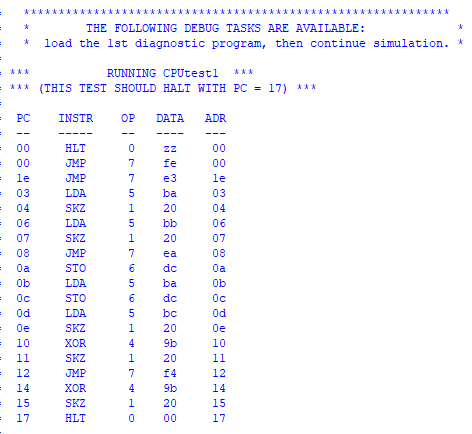 # ************************************************************
# * THE FOLLOWING DEBUG TASKS ARE AVAILABLE: *
# * load the 1st diagnostic program, then continue simulation. *
#
# *** RUNNING CPUtest1 ***
# *** (THIS TEST SHOULD HALT WITH PC = 17) ***
#
# PC INSTR OP DATA ADR
# -- ----- -- ---- ---
# 00 HLT 0 zz 00
# 00 JMP 7 fe 00
# 1e JMP 7 e3 1e
# 03 LDA 5 ba 03
# 04 SKZ 1 20 04
# 06 LDA 5 bb 06
# 07 SKZ 1 20 07
# 08 JMP 7 ea 08
# 0a STO 6 dc 0a
# 0b LDA 5 ba 0b
# 0c STO 6 dc 0c
# 0d LDA 5 bc 0d
# 0e SKZ 1 20 0e
# 10 XOR 4 9b 10
# 11 SKZ 1 20 11
# 12 JMP 7 f4 12
# 14 XOR 4 9b 14
# 15 SKZ 1 20 15
# 17 HLT 0 00 17